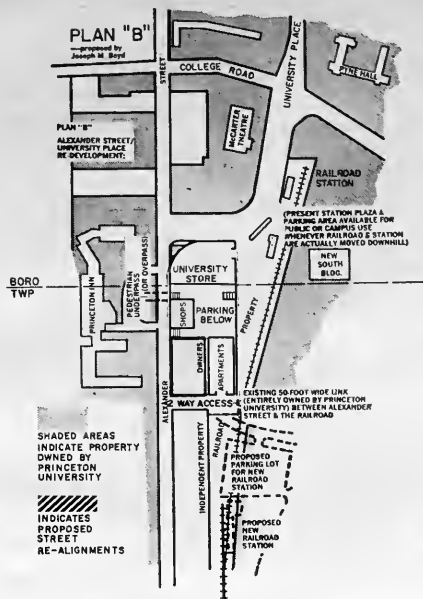 PLAN "B"
—proposed by
Joseph M. Boyd
STREET
COLLEGE ROAD
UNIVERSITY PLACE
PYNE HALL
PLAN "B"
ALEXANDER STREET/
UNIVERSITY PLACE
RE-DEVELOPMENT:
McCARTER
THEATRE
RAILROAD
STATION
(PRESENT STATION PLAZA &
PARKING AREA AVAILABLE FOR
PUBLIC OR CAMPUS USE
WHENEVER RAILROAD & STATION
ARE ACTUALLY MOVED DOWNHILL)
NEW
SOUTH
BLDG.
UNIVERSITY
STORE
BORO
TWP
PRINCETON INN
PEDESTRIAN
UNDERPASS
(OR OVERPASS)
SHOPS
PARKING
BELOW
PROPERTY
OWNERS
APARTMENTS
2 WAY ACCESS
EXISTING 50-FOOT WIDE LINK
(ENTIRELY OWNED BY PRINCETON
UNIVERSITY) BETWEEN ALEXANDER
STREET & THE RAILROAD
ALEXANDER
INDEPENDENT PROPERTY
RAILROAD
SHADED AREAS
INDICATE PROPERTY
OWNED BY
PRINCETON
UNIVERSITY
PROPOSED
PARKING LOT
FOR NEW
RAILROAD
STATION
INDICATES
PROPOSED
STREET
RE-ALIGNMENTS
PROPOSED
NEW
RAILROAD
STATION